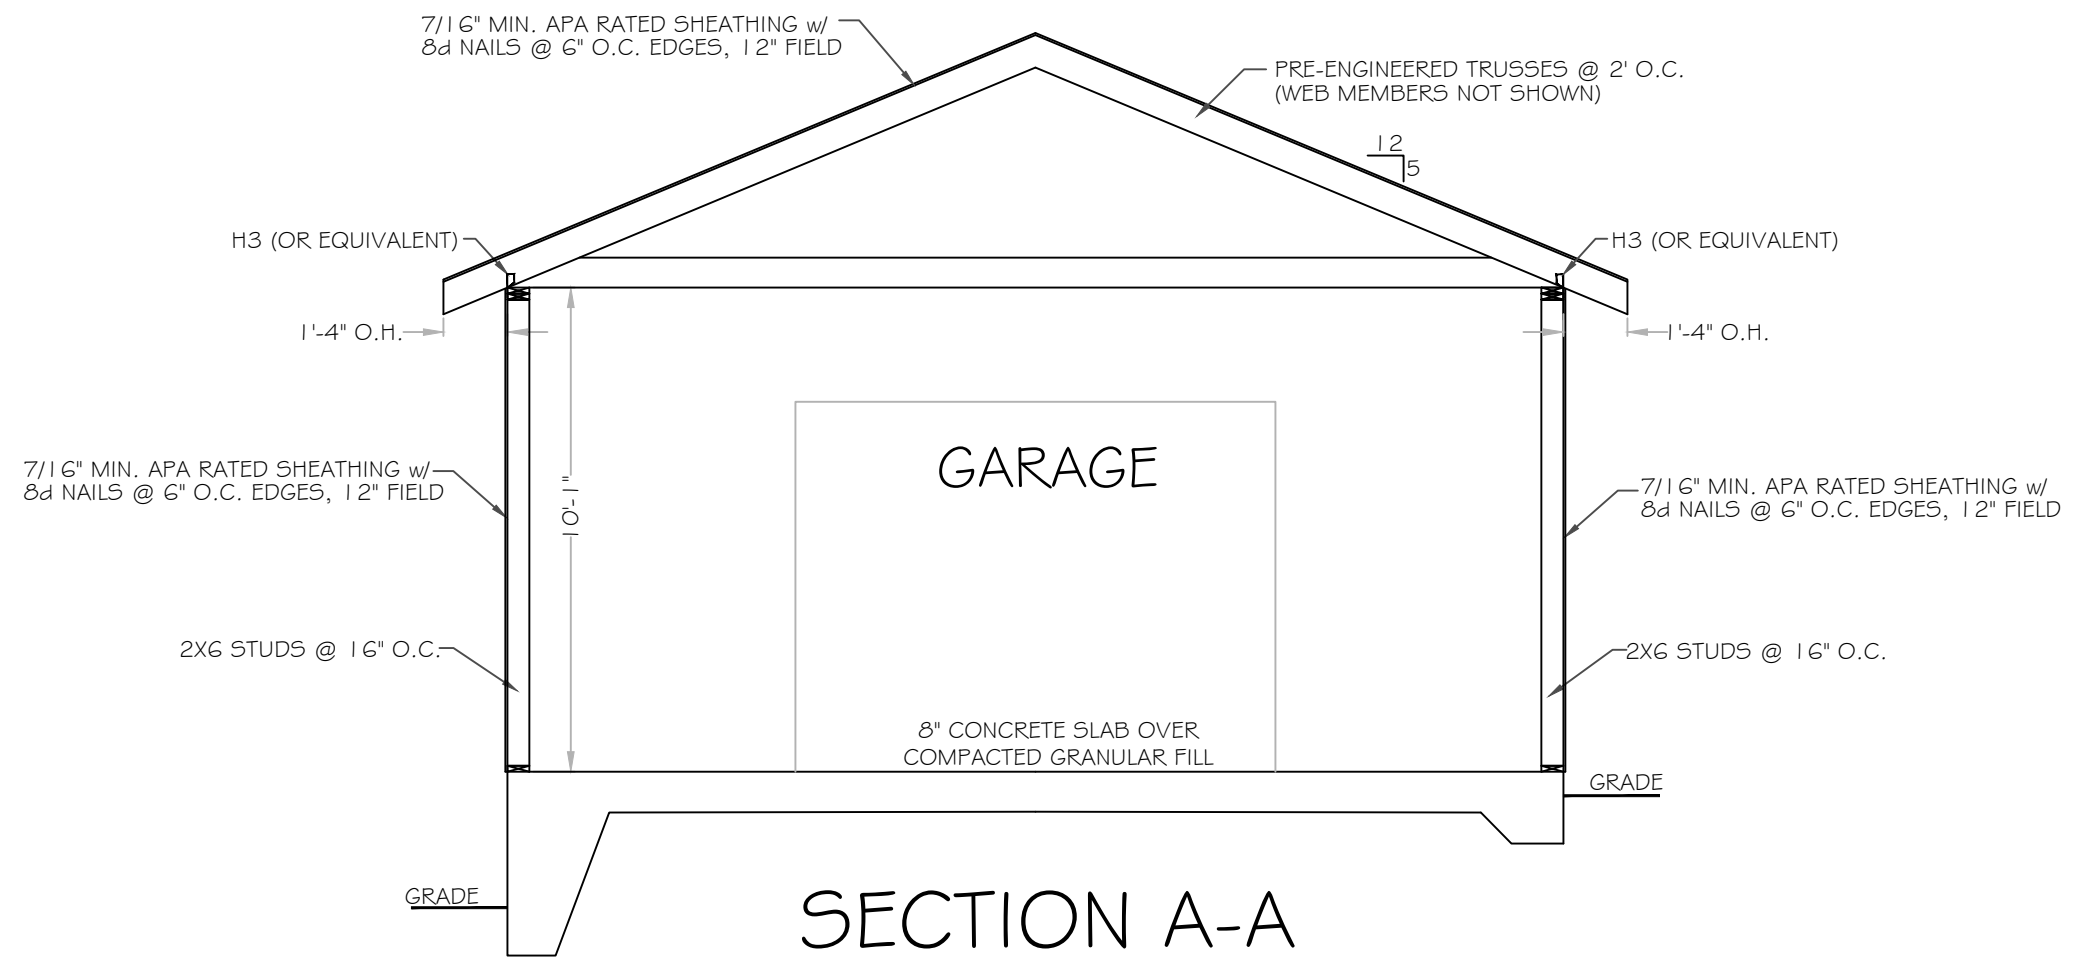 7/16" MIN. APA RATED SHEATHING w/
8d NAILS @ 6" O.C. EDGES, 12" FIELD
PRE-ENGINEERED TRUSSES @ 2' O.C.
(WEB MEMBERS NOT SHOWN)
12
5
H3 (OR EQUIVALENT)
H3 (OR EQUIVALENT)
1'-4" O.H.
1'-4" O.H.
GARAGE
7/16" MIN. APA RATED SHEATHING w/
8d NAILS @ 6" O.C. EDGES, 12" FIELD
10'-1"
7/16" MIN. APA RATED SHEATHING w/
8d NAILS @ 6" O.C. EDGES, 12" FIELD
2X6 STUDS @ 16" O.C.
2X6 STUDS @ 16" O.C.
8" CONCRETE SLAB OVER
COMPACTED GRANULAR FILL
GRADE
GRADE
SECTION A-A